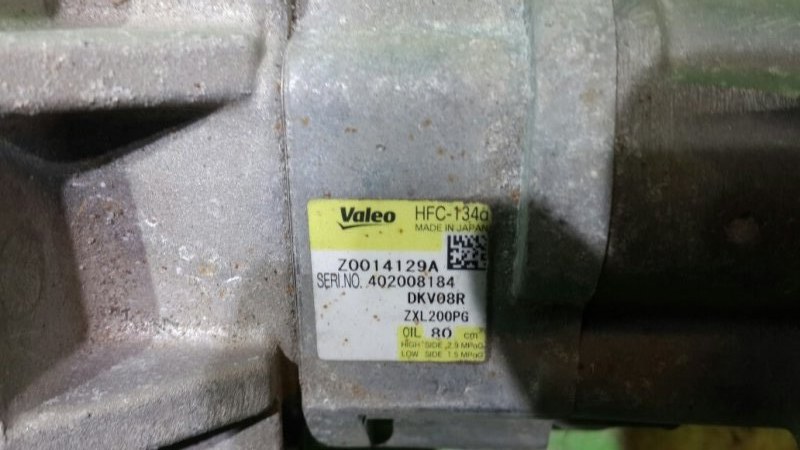 Valeo HFC-134a
MADE IN JAPAN
Z0014129A
SERI.NO. 402008184
DKV08R
ZXL200PG
OIL 80 cm³
HIGH SIDE 2.9 MPaG
LOW SIDE 1.5 MPaG